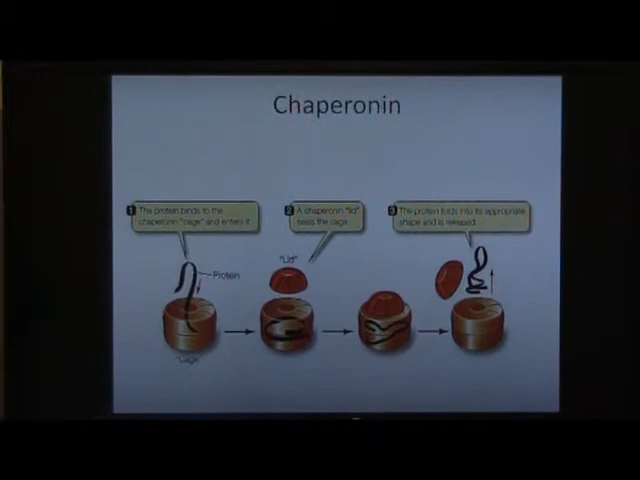 Chaperonin
1 The protein binds to the
chaperonin "cage" and enters it.
2 A chaperonin "lid"
seals the cage.
3 The protein folds into its appropriate
shape and is released.
"Lid"
Protein
"Cage"